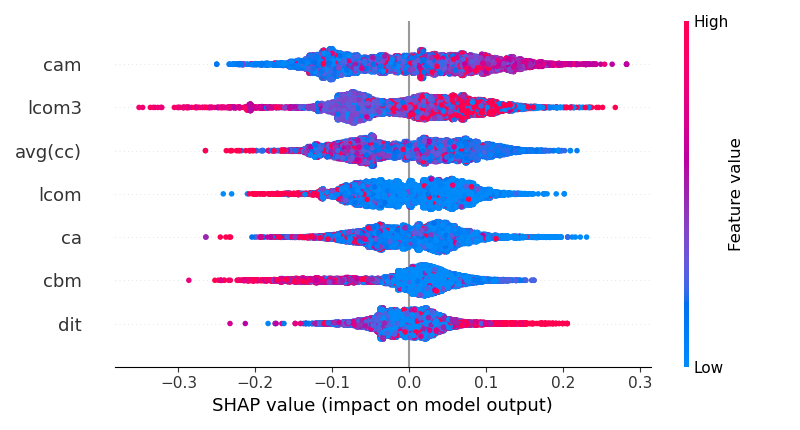 High
cam
lcom3
avg(cc)
lcom
ca
cbm
dit
Feature value
Low
−0.3 −0.2 −0.1 0.0 0.1 0.2 0.3
SHAP value (impact on model output)